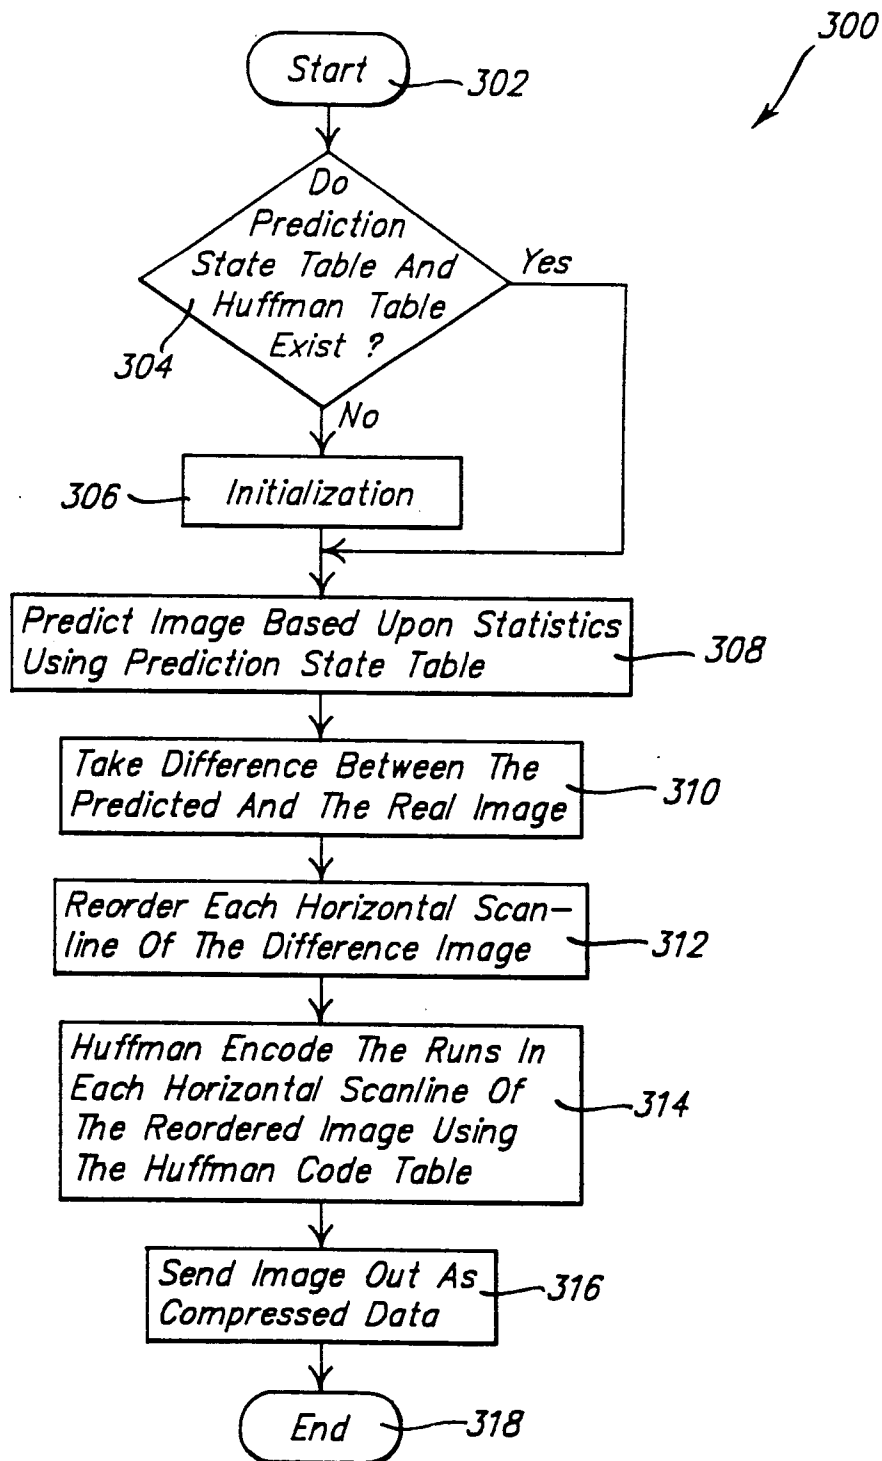 300
Start
302
Do
Prediction
State Table And
Huffman Table
Exist ?
304
Yes
No
306
Initialization
Predict Image Based Upon Statistics
Using Prediction State Table
308
Take Difference Between The
Predicted And The Real Image
310
Reorder Each Horizontal Scan-
line Of The Difference Image
312
Huffman Encode The Runs In
Each Horizontal Scanline Of
The Reordered Image Using
The Huffman Code Table
314
Send Image Out As
Compressed Data
316
End
318